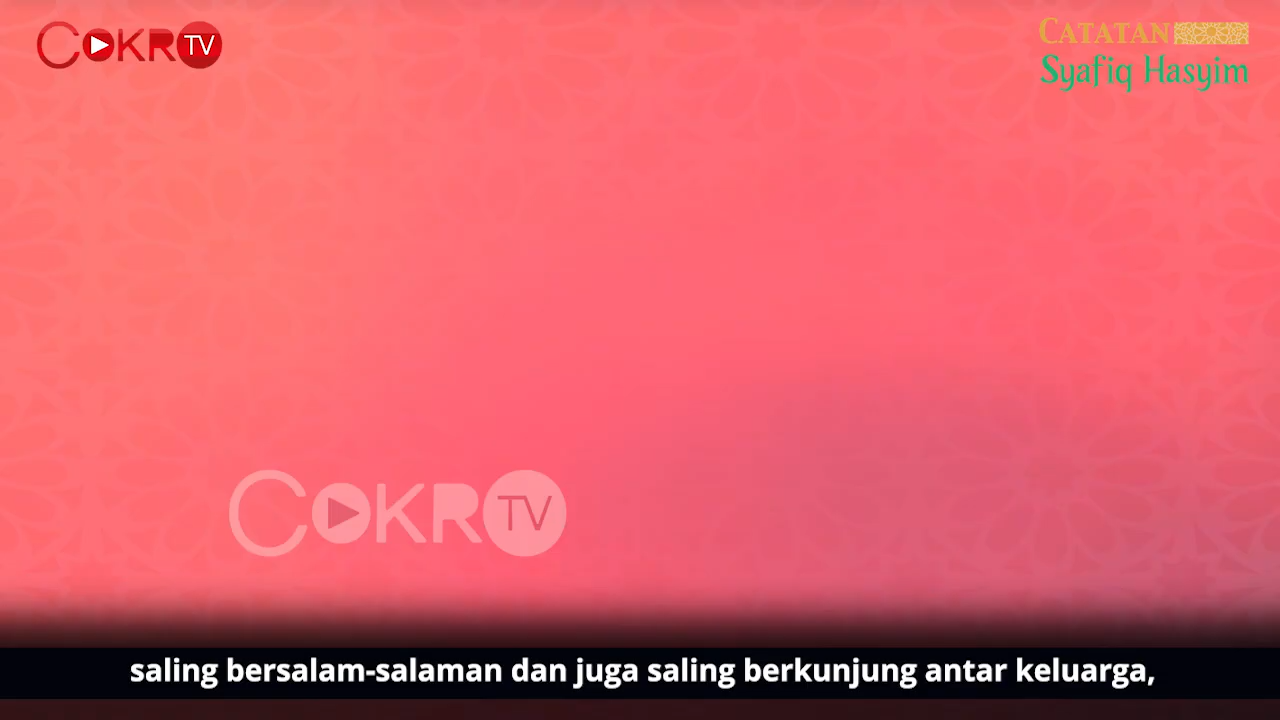 COKRO TV
CATATAN
Syafiq Hasyim
COKRO TV
saling bersalam-salaman dan juga saling berkunjung antar keluarga,